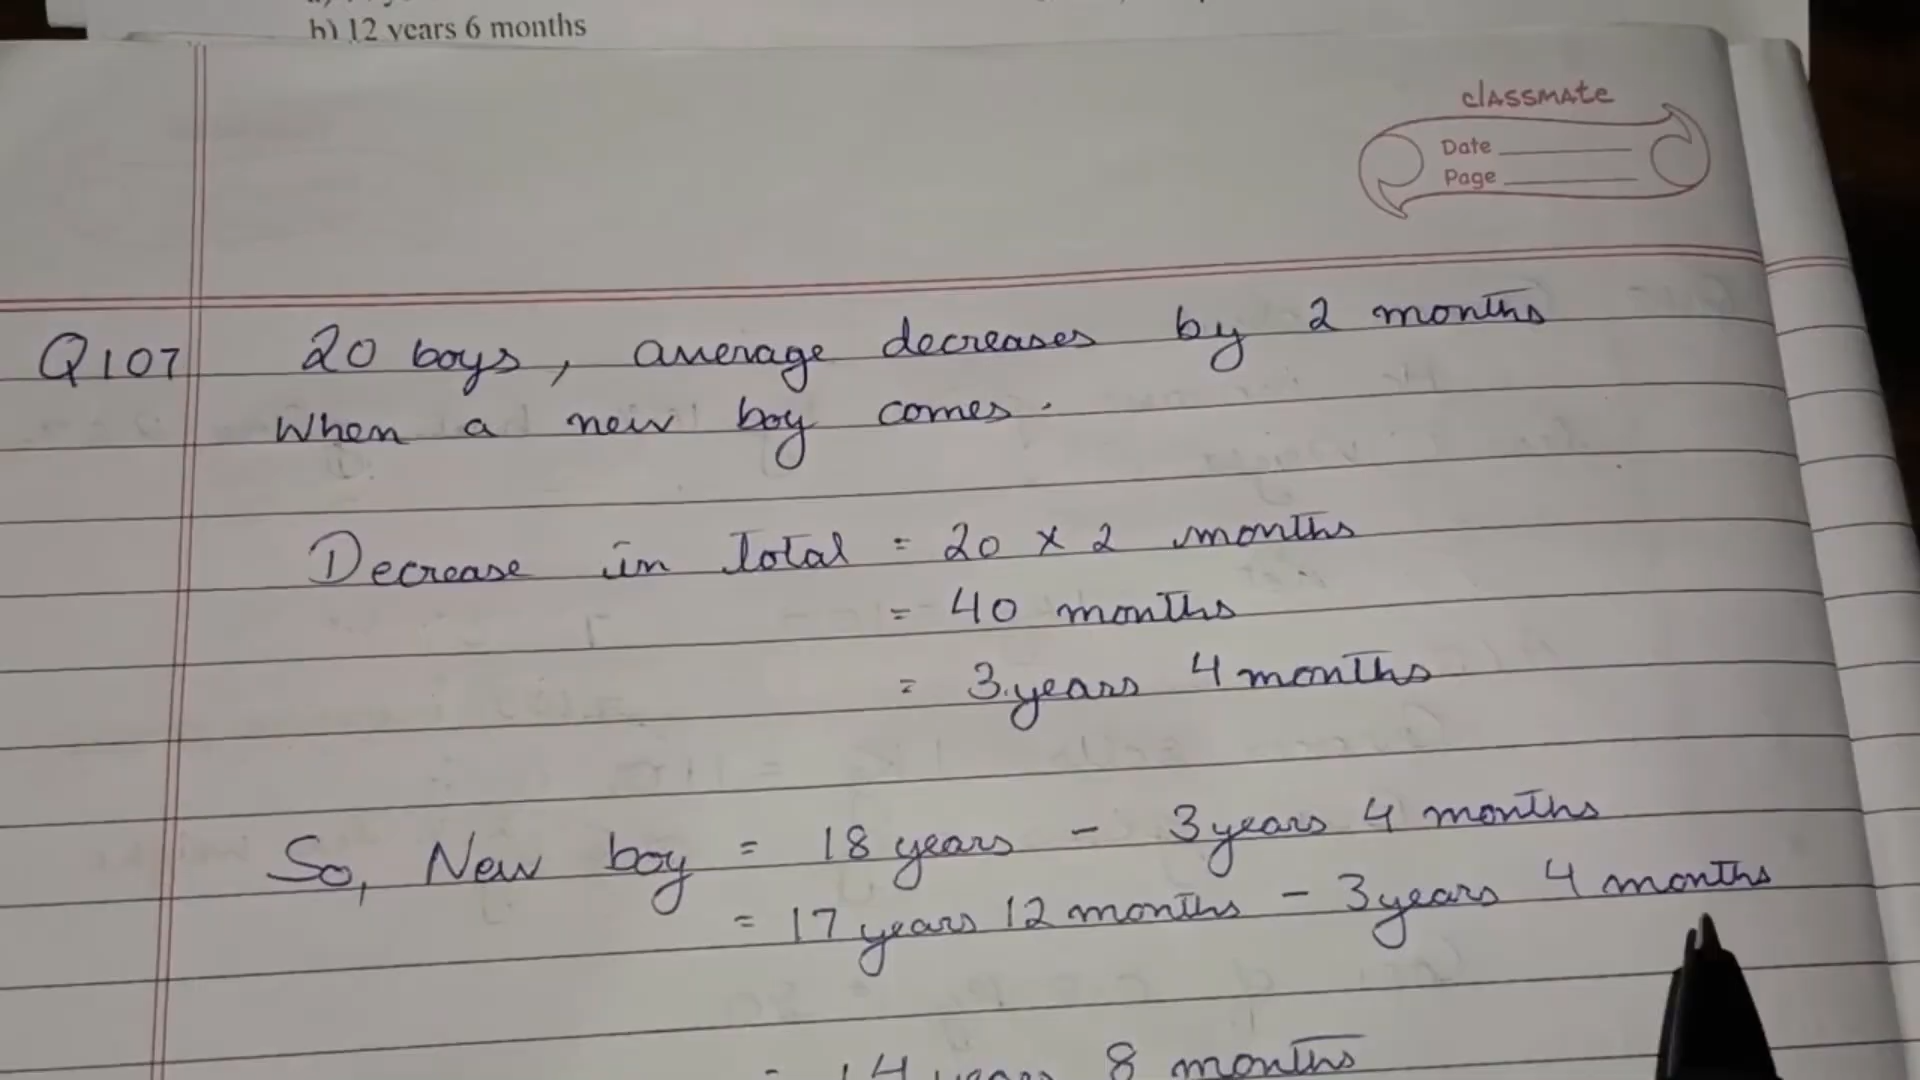 b) 12 years 6 months
classmate
Date
Page
Q107 20 boys, average decreases by 2 months
When a new boy comes.
Decrease in Total = 20 × 2 months
= 40 months
= 3 years 4 months
So, New boy = 18 years - 3 years 4 months
= 17 years 12 months - 3 years 4 months
= 14 years 8 months